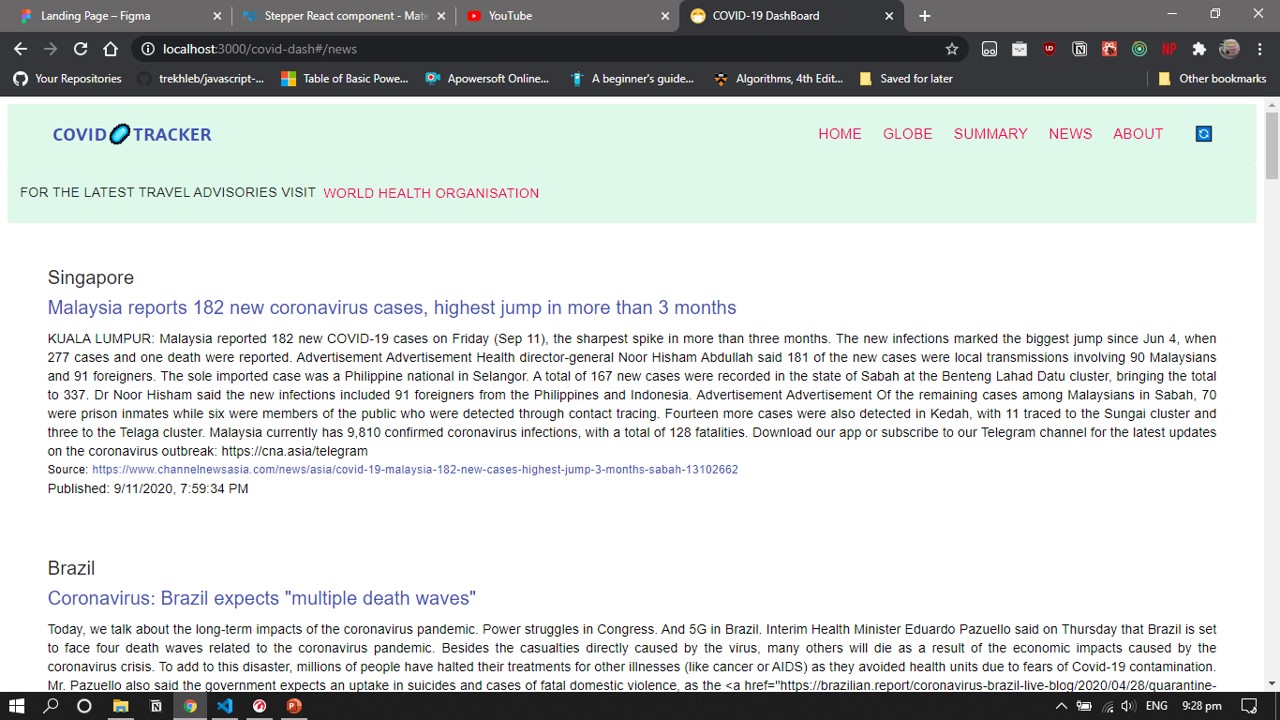 Landing Page – Figma
Stepper React component - Mate
YouTube
COVID-19 DashBoard
localhost:3000/covid-dash#/news
Your Repositories
trekhleb/javascript-...
Table of Basic Powe...
Apowersoft Online...
A beginner's guide...
Algorithms, 4th Edit...
Saved for later
Other bookmarks
COVID TRACKER
HOME GLOBE SUMMARY NEWS ABOUT
FOR THE LATEST TRAVEL ADVISORIES VISIT WORLD HEALTH ORGANISATION
Singapore
Malaysia reports 182 new coronavirus cases, highest jump in more than 3 months
KUALA LUMPUR: Malaysia reported 182 new COVID-19 cases on Friday (Sep 11), the sharpest spike in more than three months. The new infections marked the biggest jump since Jun 4, when
277 cases and one death were reported. Advertisement Advertisement Health director-general Noor Hisham Abdullah said 181 of the new cases were local transmissions involving 90 Malaysians
and 91 foreigners. The sole imported case was a Philippine national in Selangor. A total of 167 new cases were recorded in the state of Sabah at the Benteng Lahad Datu cluster, bringing the total
to 337. Dr Noor Hisham said the new infections included 91 foreigners from the Philippines and Indonesia. Advertisement Advertisement Of the remaining cases among Malaysians in Sabah, 70
were prison inmates while six were members of the public who were detected through contact tracing. Fourteen more cases were also detected in Kedah, with 11 traced to the Sungai cluster and
three to the Telaga cluster. Malaysia currently has 9,810 confirmed coronavirus infections, with a total of 128 fatalities. Download our app or subscribe to our Telegram channel for the latest updates
on the coronavirus outbreak: https://cna.asia/telegram
Source: https://www.channelnewsasia.com/news/asia/covid-19-malaysia-182-new-cases-highest-jump-3-months-sabah-13102662
Published: 9/11/2020, 7:59:34 PM
Brazil
Coronavirus: Brazil expects "multiple death waves"
Today, we talk about the long-term impacts of the coronavirus pandemic. Power struggles in Congress. And 5G in Brazil. Interim Health Minister Eduardo Pazuello said on Thursday that Brazil is set
to face four death waves related to the coronavirus pandemic. Besides the casualties directly caused by the virus, many others will die as a result of the economic impacts caused by the
coronavirus crisis. To add to this disaster, millions of people have halted their treatments for other illnesses (like cancer or AIDS) as they avoided health units due to fears of Covid-19 contamination.
Mr. Pazuello also said the government expects an uptake in suicides and cases of fatal domestic violence, as the <a href="https://brazilian.report/coronavirus-brazil-live-blog/2020/04/28/quarantine-
ENG 9:28 pm